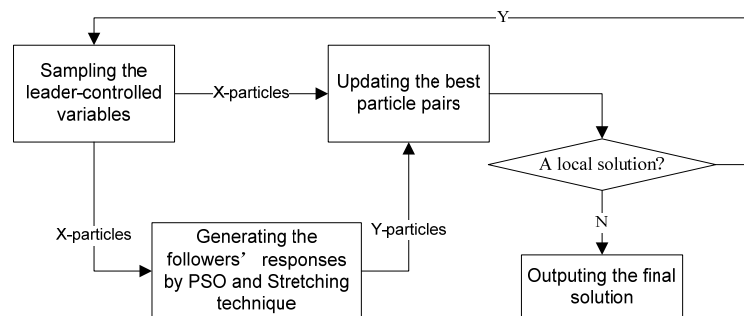 Y
Sampling the
leader-controlled
variables
X-particles
Updating the best
particle pairs
A local solution?
X-particles
Generating the
followers’ responses
by PSO and Stretching
technique
Y-particles
N
Outputing the final
solution